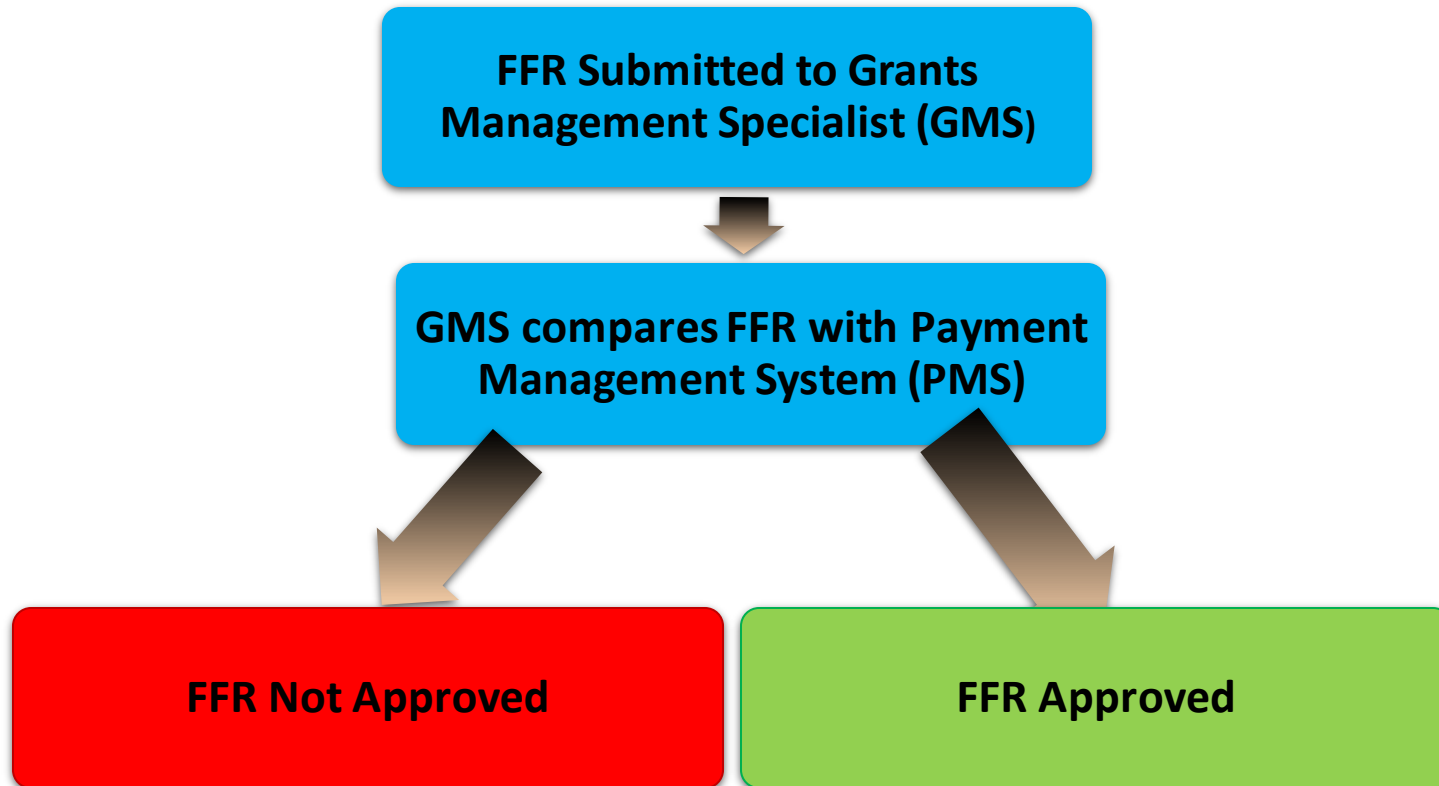 FFR Submitted to Grants
Management Specialist (GMS)
GMS compares FFR with Payment
Management System (PMS)
FFR Not Approved
FFR Approved